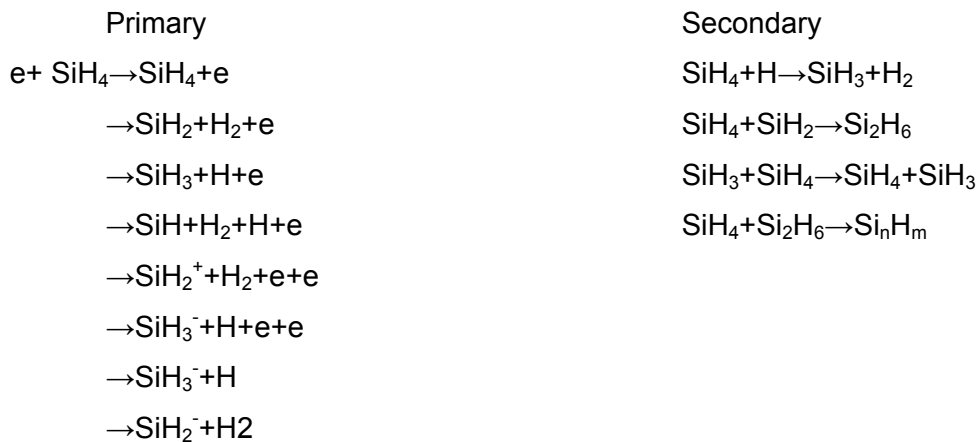 Primary
e+ SiH₄→SiH₄+e
→SiH₂+H₂+e
→SiH₃+H+e
→SiH+H₂+H+e
→SiH₂⁺+H₂+e+e
→SiH₃⁻+H+e+e
→SiH₃⁻+H
→SiH₂⁻+H2
Secondary
SiH₄+H→SiH₃+H₂
SiH₄+SiH₂→Si₂H₆
SiH₃+SiH₄→SiH₄+SiH₃
SiH₄+Si₂H₆→SiₙHₘ